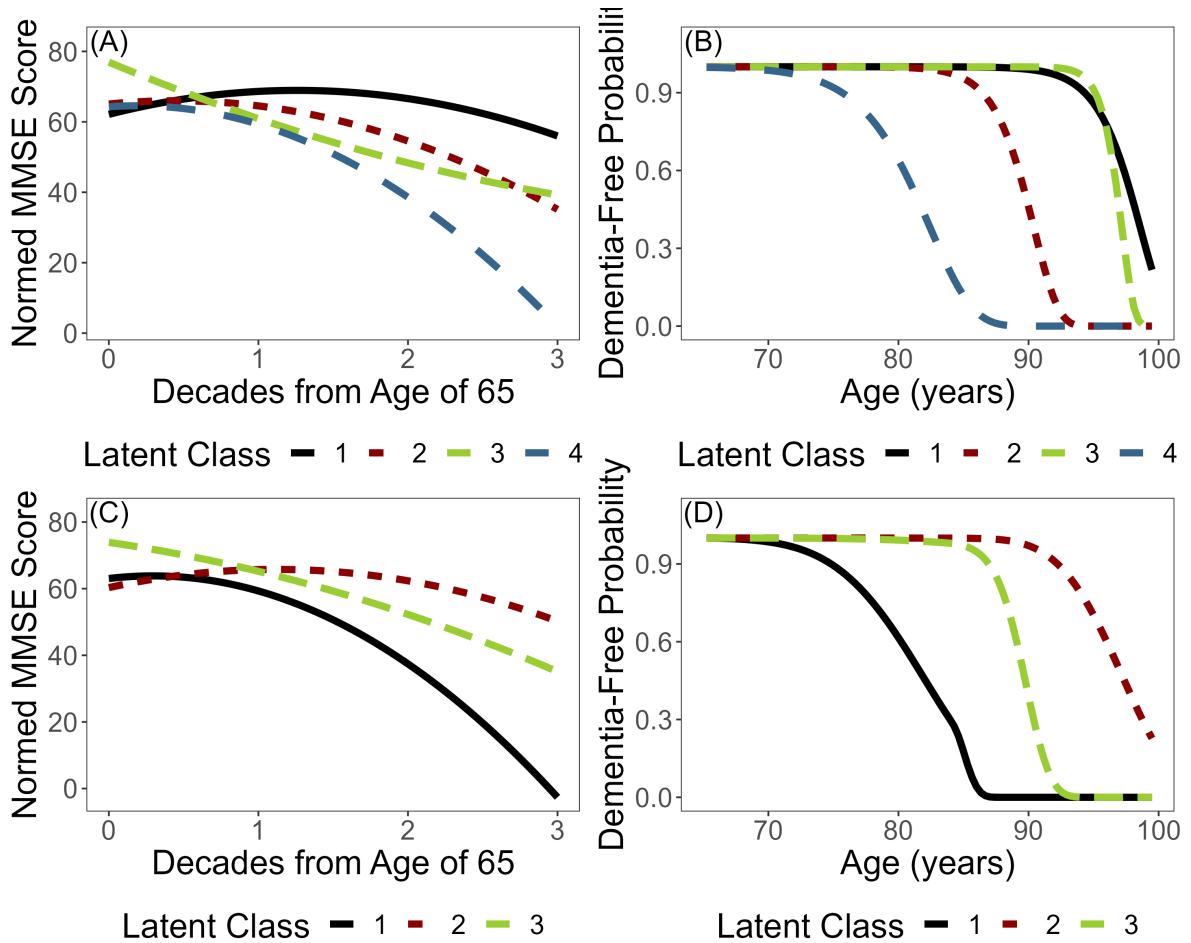 (A)
Normed MMSE Score
80
60
40
20
0
0 1 2 3
Decades from Age of 65
Latent Class 1 2 3 4
(B)
Dementia-Free Probabilit
0.9
0.6
0.3
0.0
70 80 90 100
Age (years)
Latent Class 1 2 3 4
(C)
Normed MMSE Score
80
60
40
20
0
0 1 2 3
Decades from Age of 65
Latent Class 1 2 3
(D)
Dementia-Free Probability
0.9
0.6
0.3
0.0
70 80 90 100
Age (years)
Latent Class 1 2 3